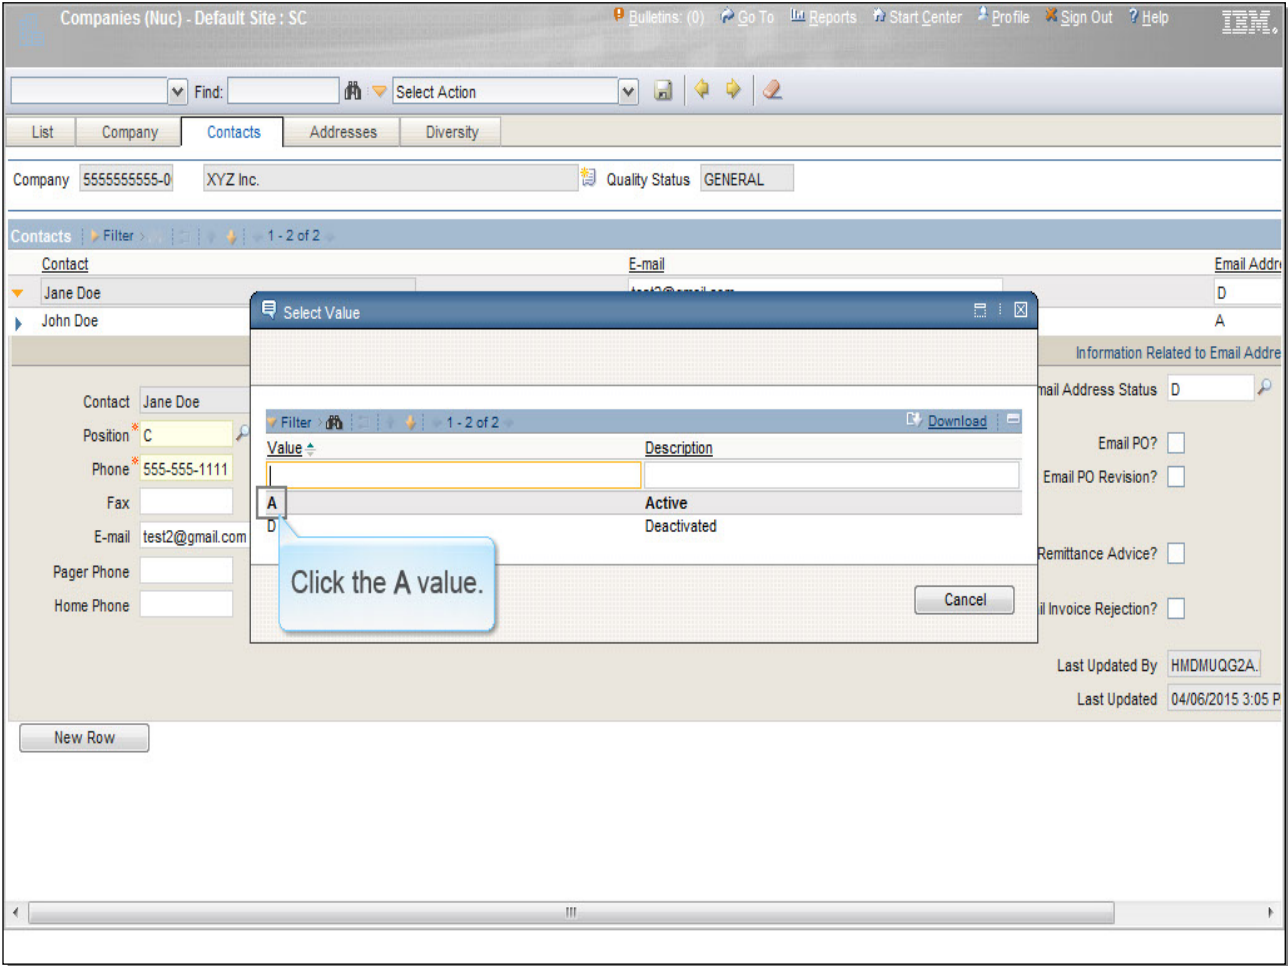 Companies (Nuc) - Default Site : SC
Bulletins: (0) Go To Reports Start Center Profile Sign Out ? Help IBM.
Find: Select Action
List Company Contacts Addresses Diversity
Company 5555555555-0 XYZ Inc. Quality Status GENERAL
Contacts Filter 1 - 2 of 2
Contact E-mail Email Addre
Jane Doe test2@gmail.com D
John Doe A
Select Value
Information Related to Email Addre
mail Address Status D
Contact Jane Doe
Filter 1 - 2 of 2 Download
Position* C
Email PO?
Value Description
Phone* 555-555-1111
Email PO Revision?
Fax
A Active
D Deactivated
E-mail test2@gmail.com
Remittance Advice?
Pager Phone
Click the A value.
Home Phone
Cancel
il Invoice Rejection?
Last Updated By HMDMUQG2A.
Last Updated 04/06/2015 3:05 P
New Row